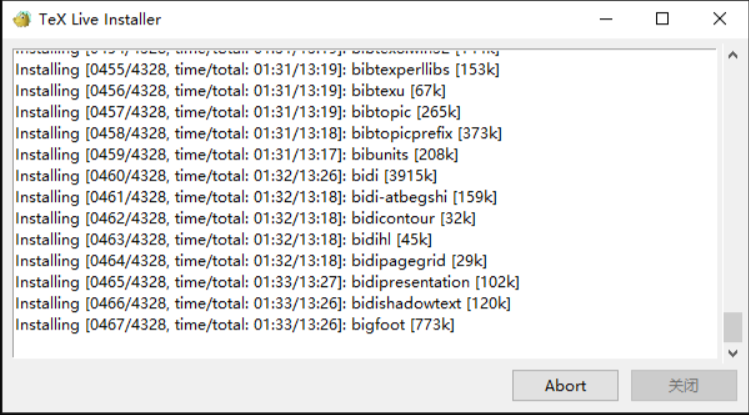 TeX Live Installer
Installing [0455/4328, time/total: 01:31/13:19]: bibtexperllibs [153k]
Installing [0456/4328, time/total: 01:31/13:19]: bibtexu [67k]
Installing [0457/4328, time/total: 01:31/13:19]: bibtopic [265k]
Installing [0458/4328, time/total: 01:31/13:18]: bibtopicprefix [373k]
Installing [0459/4328, time/total: 01:31/13:17]: bibunits [208k]
Installing [0460/4328, time/total: 01:32/13:26]: bidi [3915k]
Installing [0461/4328, time/total: 01:32/13:18]: bidi-atbegshi [159k]
Installing [0462/4328, time/total: 01:32/13:18]: bidicontour [32k]
Installing [0463/4328, time/total: 01:32/13:18]: bidihl [45k]
Installing [0464/4328, time/total: 01:32/13:18]: bidipagegrid [29k]
Installing [0465/4328, time/total: 01:33/13:27]: bidipresentation [102k]
Installing [0466/4328, time/total: 01:33/13:26]: bidishadowtext [120k]
Installing [0467/4328, time/total: 01:33/13:26]: bigfoot [773k]
Abort
关闭